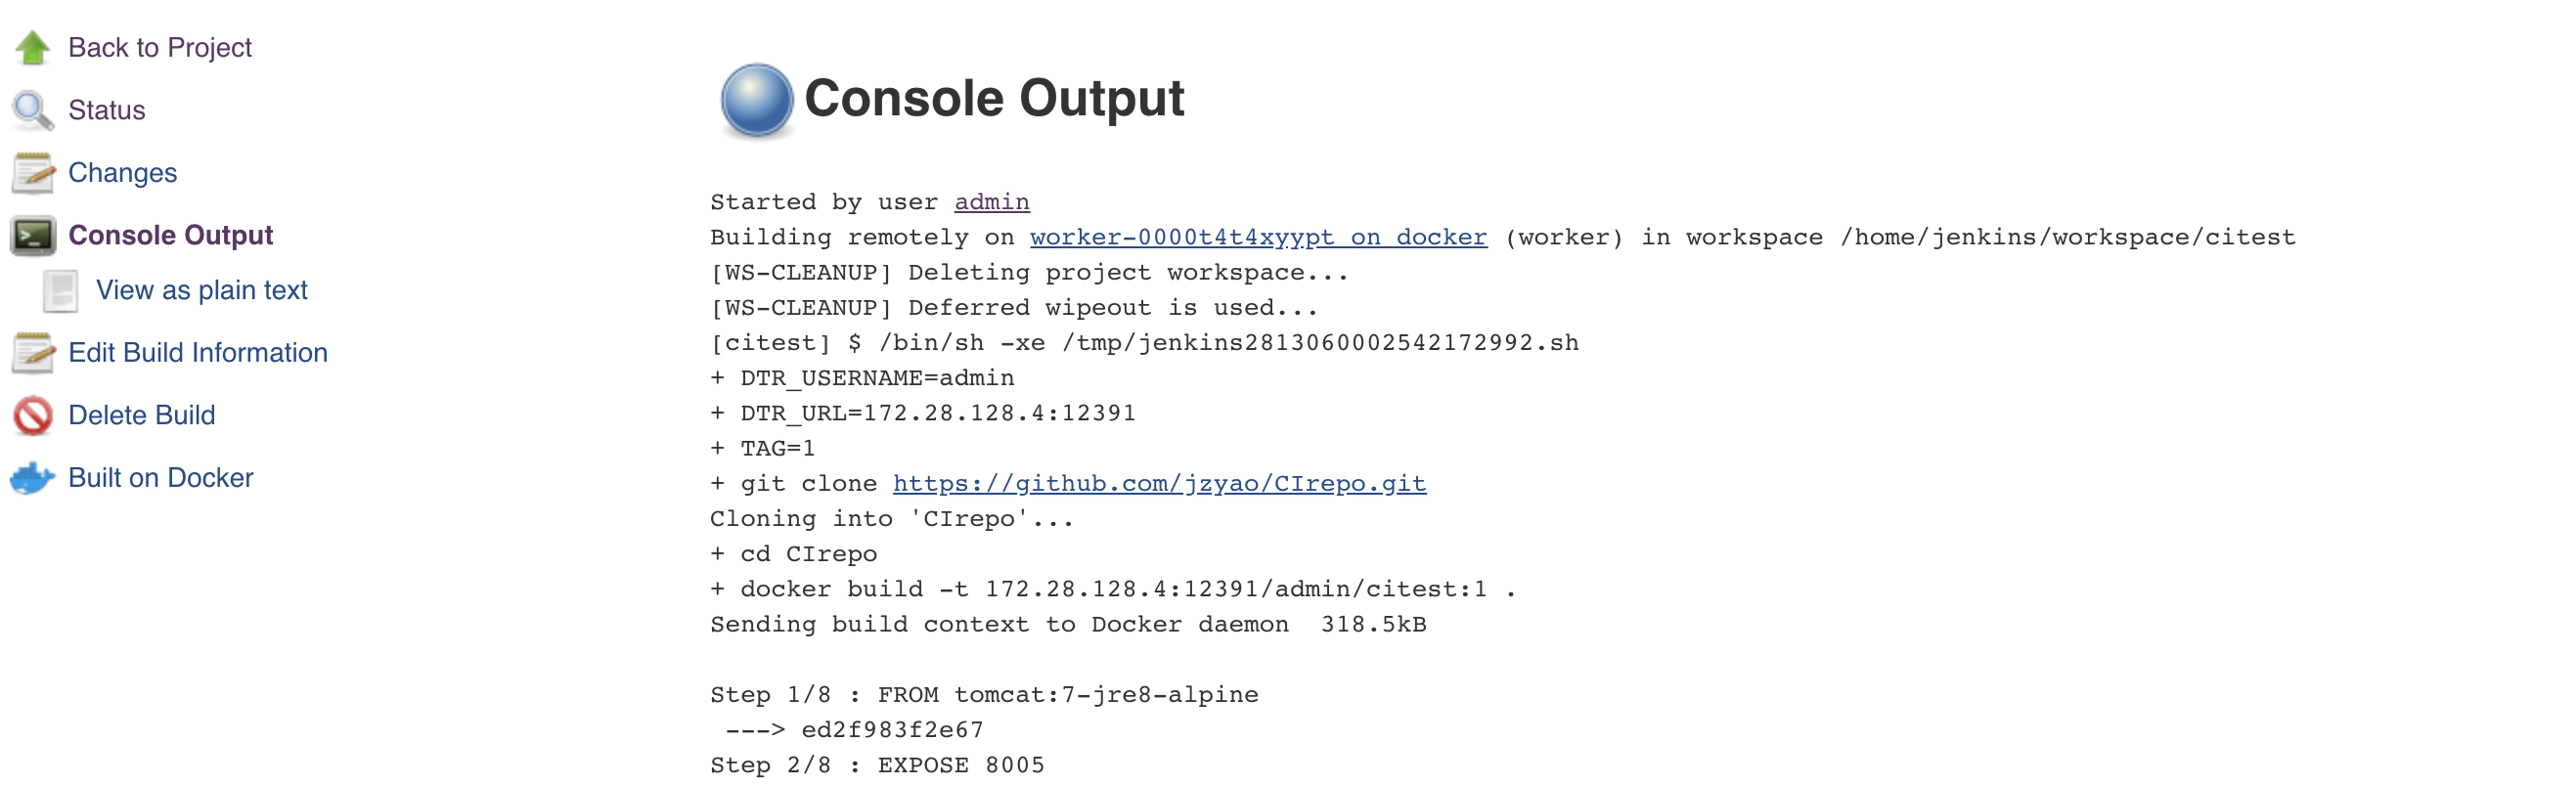 Back to Project
Status
Changes
Console Output
View as plain text
Edit Build Information
Delete Build
Built on Docker
Console Output
Started by user admin
Building remotely on worker-0000t4t4xyypt on docker (worker) in workspace /home/jenkins/workspace/citest
[WS-CLEANUP] Deleting project workspace...
[WS-CLEANUP] Deferred wipeout is used...
[citest] $ /bin/sh -xe /tmp/jenkins2813060002542172992.sh
+ DTR_USERNAME=admin
+ DTR_URL=172.28.128.4:12391
+ TAG=1
+ git clone https://github.com/jzyao/CIrepo.git
Cloning into 'CIrepo'...
+ cd CIrepo
+ docker build -t 172.28.128.4:12391/admin/citest:1 .
Sending build context to Docker daemon  318.5kB
Step 1/8 : FROM tomcat:7-jre8-alpine
---> ed2f983f2e67
Step 2/8 : EXPOSE 8005